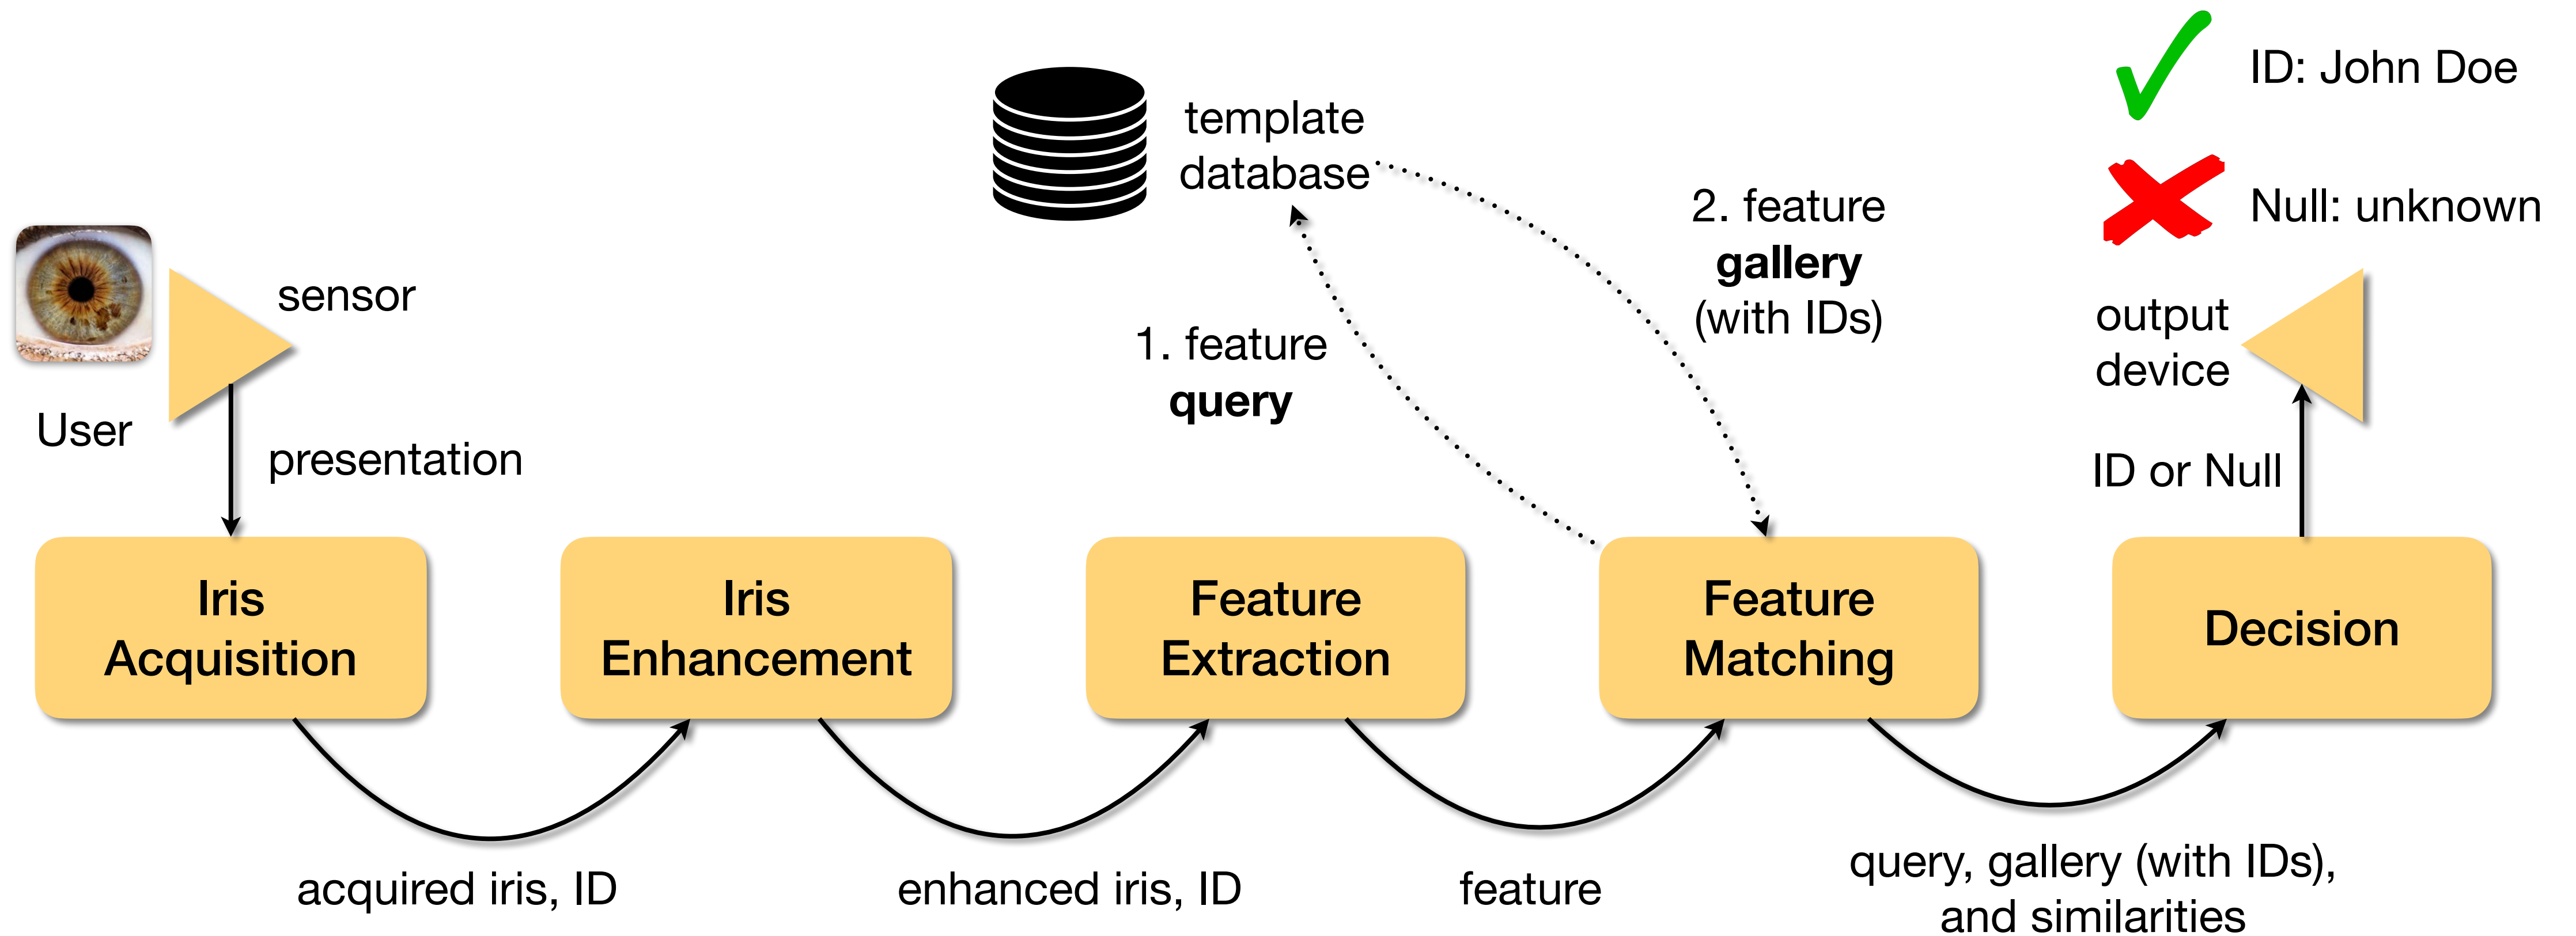 ID: John Doe
Null: unknown
template
database
2. feature
gallery
(with IDs)
1. feature
query
sensor
User
presentation
output
device
ID or Null
Iris
Acquisition
Iris
Enhancement
Feature
Extraction
Feature
Matching
Decision
acquired iris, ID
enhanced iris, ID
feature
query, gallery (with IDs),
and similarities